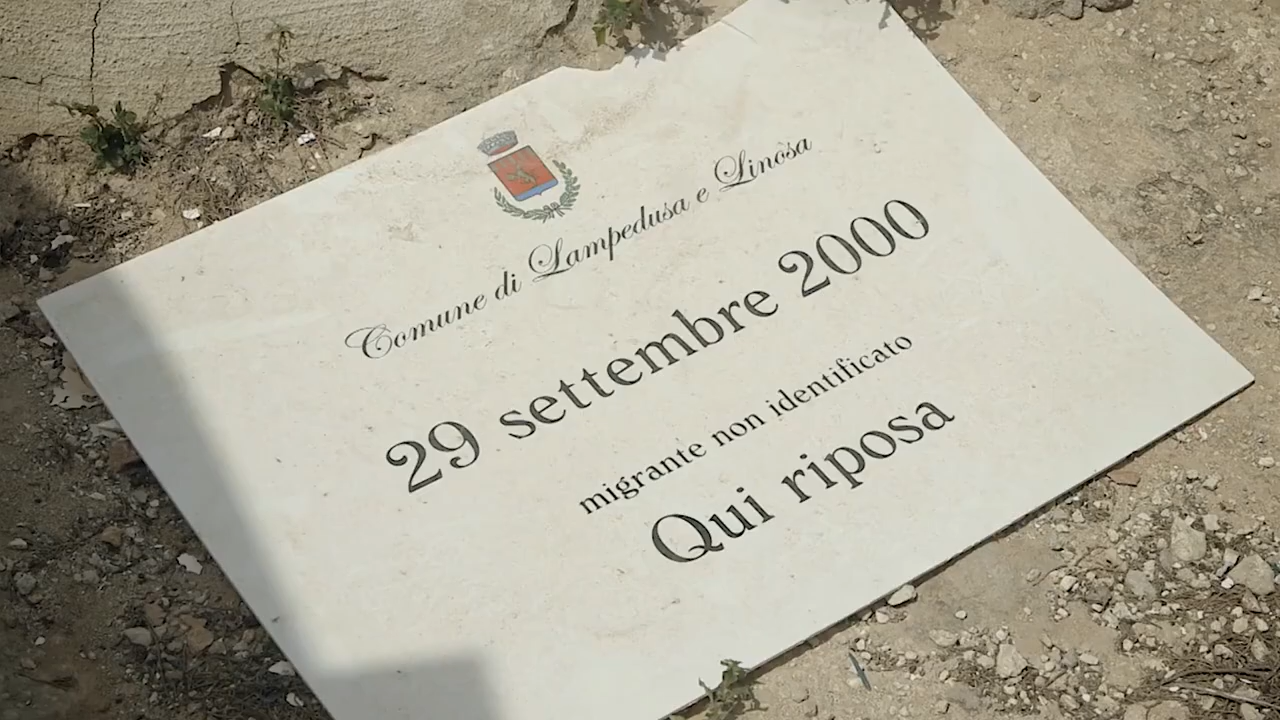 Comune di Lampedusa e Linosa
29 settembre 2000
migrante non identificato
Qui riposa